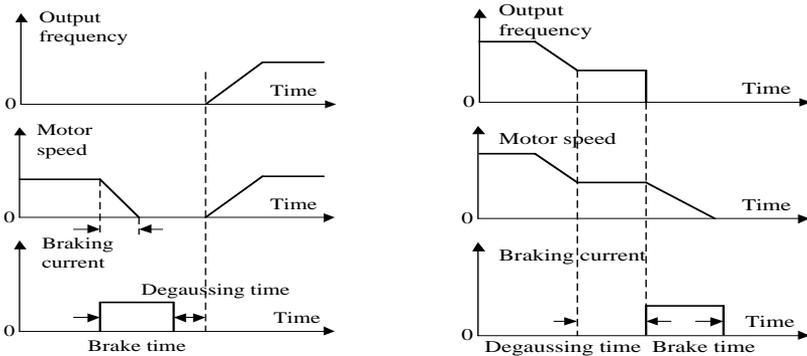 Output
frequency
0
Time
Motor
speed
0
Time
Braking
current
Degaussing time
0
Time
Brake time
Output
frequency
0
Time
Motor speed
0
Time
Braking current
0
Time
Degaussing time
Brake time